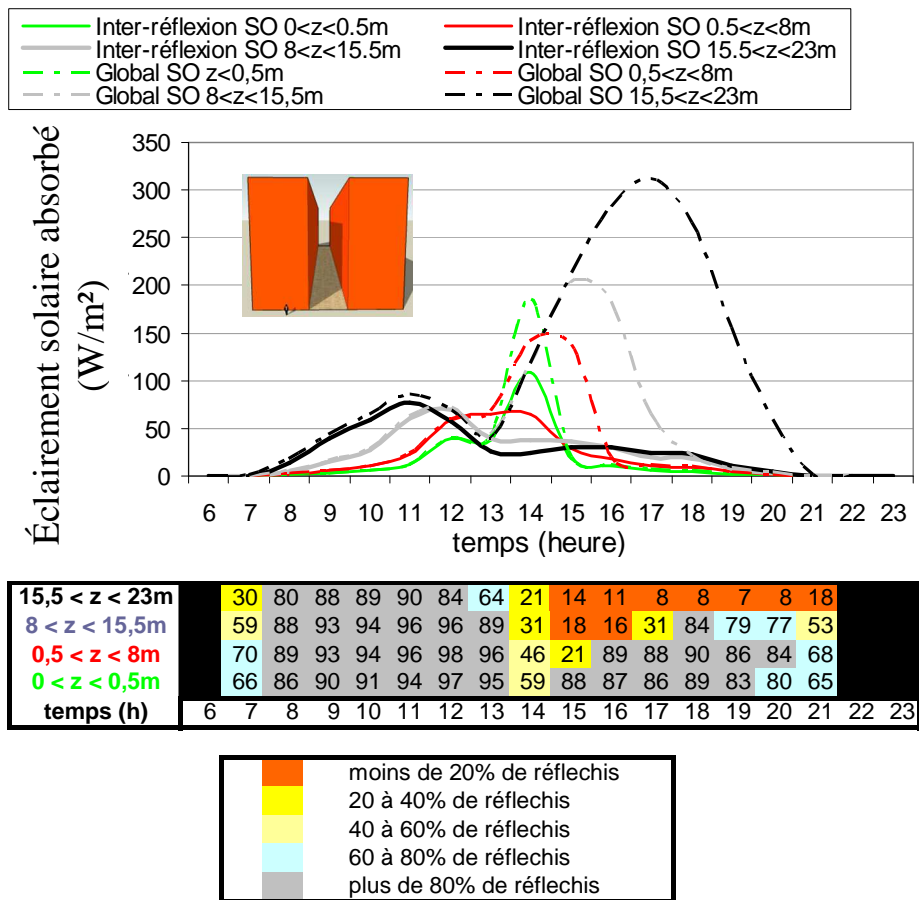 Inter-réflexion SO 0<z<0.5m Inter-réflexion SO 0.5<z<8m
Inter-réflexion SO 8<z<15.5m Inter-réflexion SO 15.5<z<23m
Global SO z<0,5m Global SO 0,5<z<8m
Global SO 8<z<15,5m Global SO 15,5<z<23m
Éclairement solaire absorbé
(W/m²)
350
300
250
200
150
100
50
0
6 7 8 9 10 11 12 13 14 15 16 17 18 19 20 21 22 23
temps (heure)
15,5 < z < 23m 30 80 88 89 90 84 64 21 14 11 8 8 7 8 18
8 < z < 15,5m 59 88 93 94 96 96 89 31 18 16 31 84 79 77 53
0,5 < z < 8m 70 89 93 94 96 98 96 46 21 89 88 90 86 84 68
0 < z < 0,5m 66 86 90 91 94 97 95 59 88 87 86 89 83 80 65
temps (h) 6 7 8 9 10 11 12 13 14 15 16 17 18 19 20 21 22 23
moins de 20% de réflechis
20 à 40% de réflechis
40 à 60% de réflechis
60 à 80% de réflechis
plus de 80% de réflechis